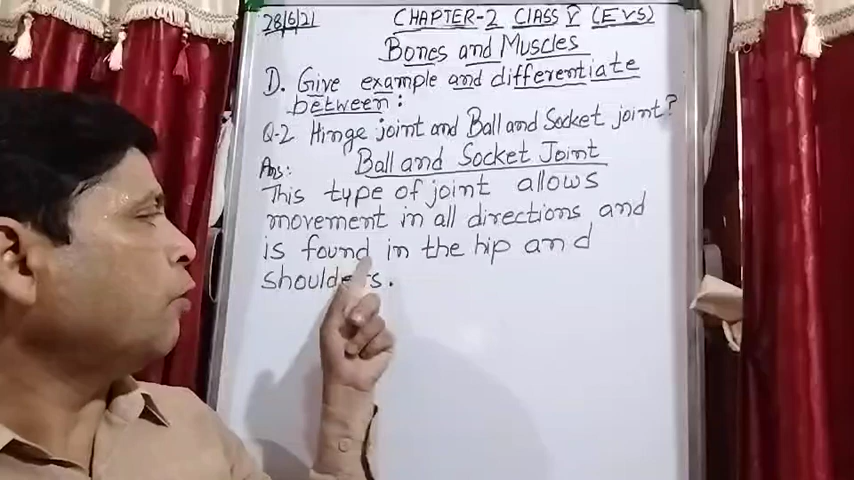 28/6/21
CHAPTER-2 CLASS V (EVS)
Bones and Muscles
D. Give example and differentiate
between :
Q-2 Hinge joint and Ball and Socket joint?
Ans: Ball and Socket Joint
This type of joint allows
movement in all directions and
is found in the hip and
shoulders.